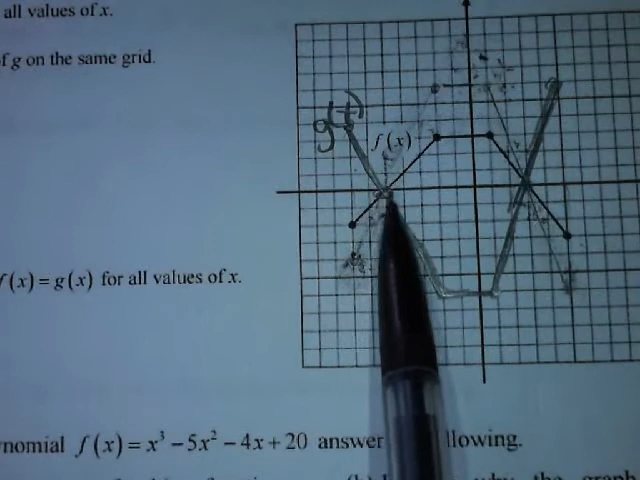 all values of x.
f g on the same grid.
g(t)
f(x)
f(x) = g(x) for all values of x.
nomial f(x) = x³ − 5x² − 4x + 20 answer llowing.